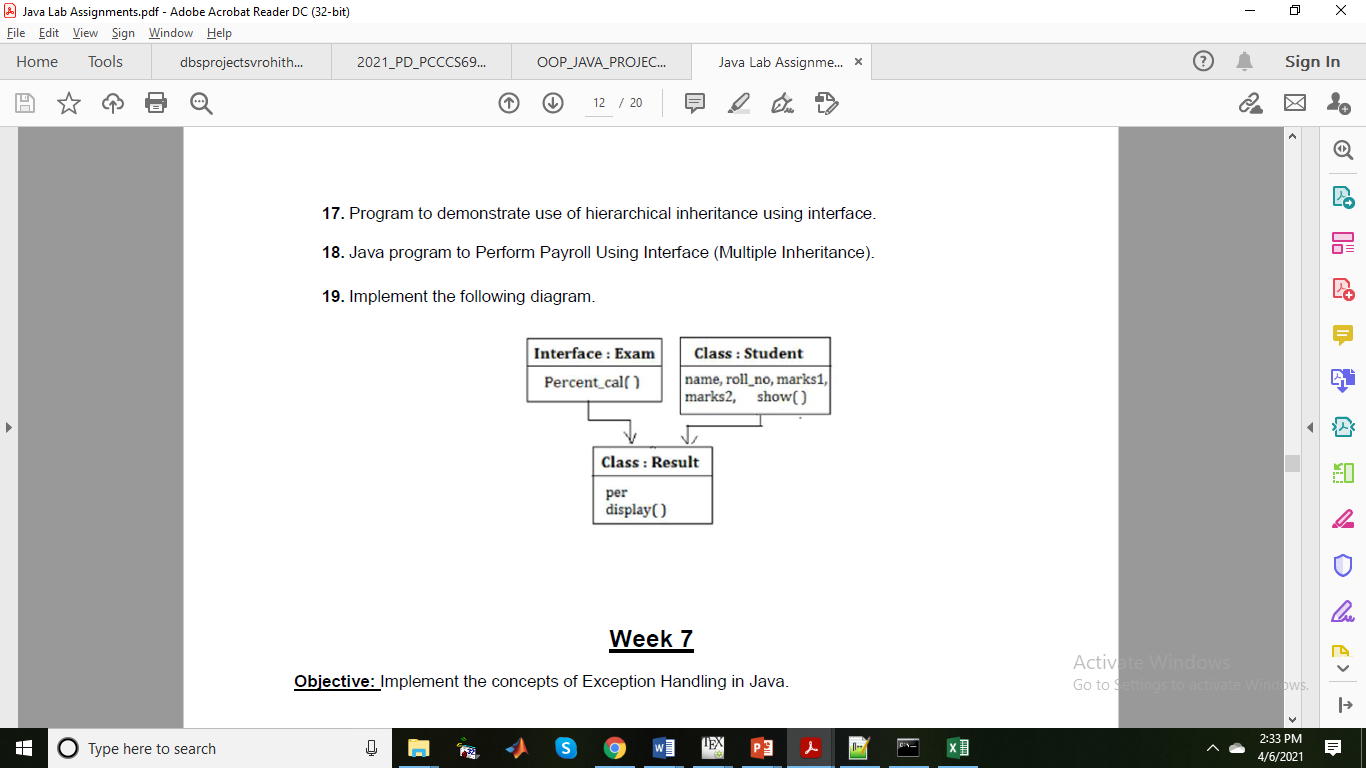 Java Lab Assignments.pdf - Adobe Acrobat Reader DC (32-bit)
File Edit View Sign Window Help
Home Tools dbsprojectsvrohith... 2021_PD_PCCCS69... OOP_JAVA_PROJEC... Java Lab Assignme... × Sign In
12 / 20
17. Program to demonstrate use of hierarchical inheritance using interface.
18. Java program to Perform Payroll Using Interface (Multiple Inheritance).
19. Implement the following diagram.
Interface : Exam
Percent_cal( )
Class : Student
name, roll_no, marks1,
marks2, show( )
Class : Result
per
display( )
Week 7
Objective: Implement the concepts of Exception Handling in Java.
Activate Windows
Go to Settings to activate Windows.
Type here to search
2:33 PM
4/6/2021